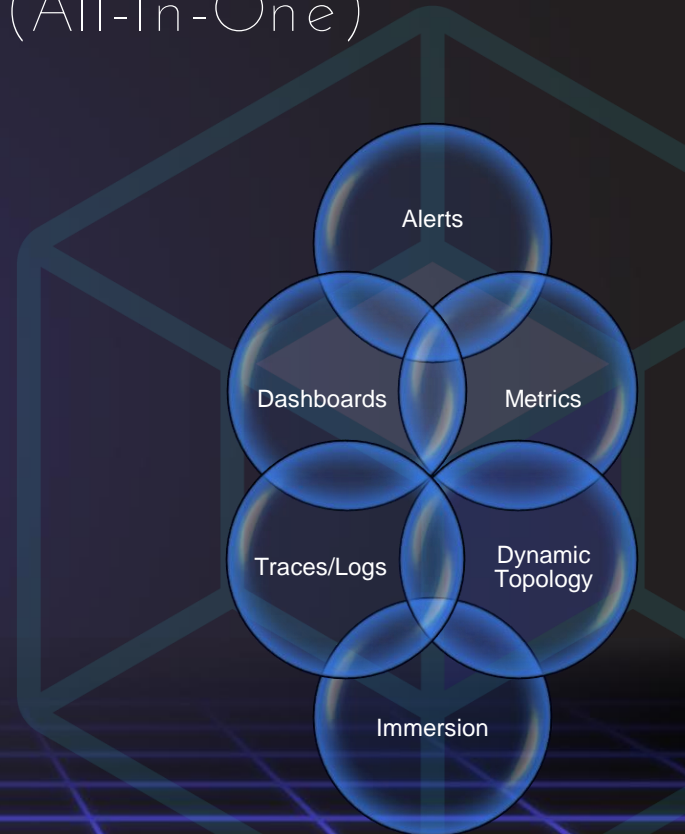 (All-In-One)
Alerts
Dashboards
Metrics
Traces/Logs
Dynamic
Topology
Immersion